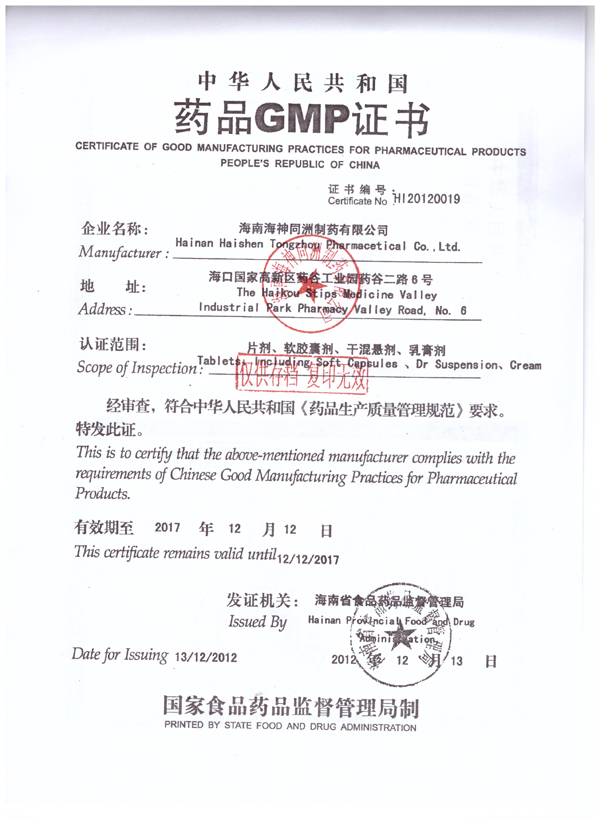 中华人民共和国
药品GMP证书
CERTIFICATE OF GOOD MANUFACTURING PRACTICES FOR PHARMACEUTICAL PRODUCTS
PEOPLE'S REPUBLIC OF CHINA
证书编号:
Certificate No HI20120019
企业名称: 海南海神同洲制药有限公司
Manufacturer: Hainan Haishen Tongzhou Pharmacetical Co.,Ltd.
地 址: 海口国家高新区药谷工业园药谷二路6号
The Haikou Stips Medicine Valley
Address: Industrial Park Pharmacy Valley Road, No. 6
认证范围: 片剂、软胶囊剂、干混悬剂、乳膏剂
Scope of Inspection: Tablets, Including Soft Capsules 、Dr Suspension、Cream
仅供存档 复印无效
经审查，符合中华人民共和国《药品生产质量管理规范》要求。
特发此证。
This is to certify that the above-mentioned manufacturer complies with the
requirements of Chinese Good Manufacturing Practices for Pharmaceutical
Products.
有效期至 2017 年 12 月 12 日
This certificate remains valid until 12/12/2017
发证机关: 海南省食品药品监督管理局
Issued By Hainan Provincial Food and Drug
Administration
Date for Issuing 13/12/2012 2012 年 12 月 13 日
国家食品药品监督管理局制
PRINTED BY STATE FOOD AND DRUG ADMINISTRATION